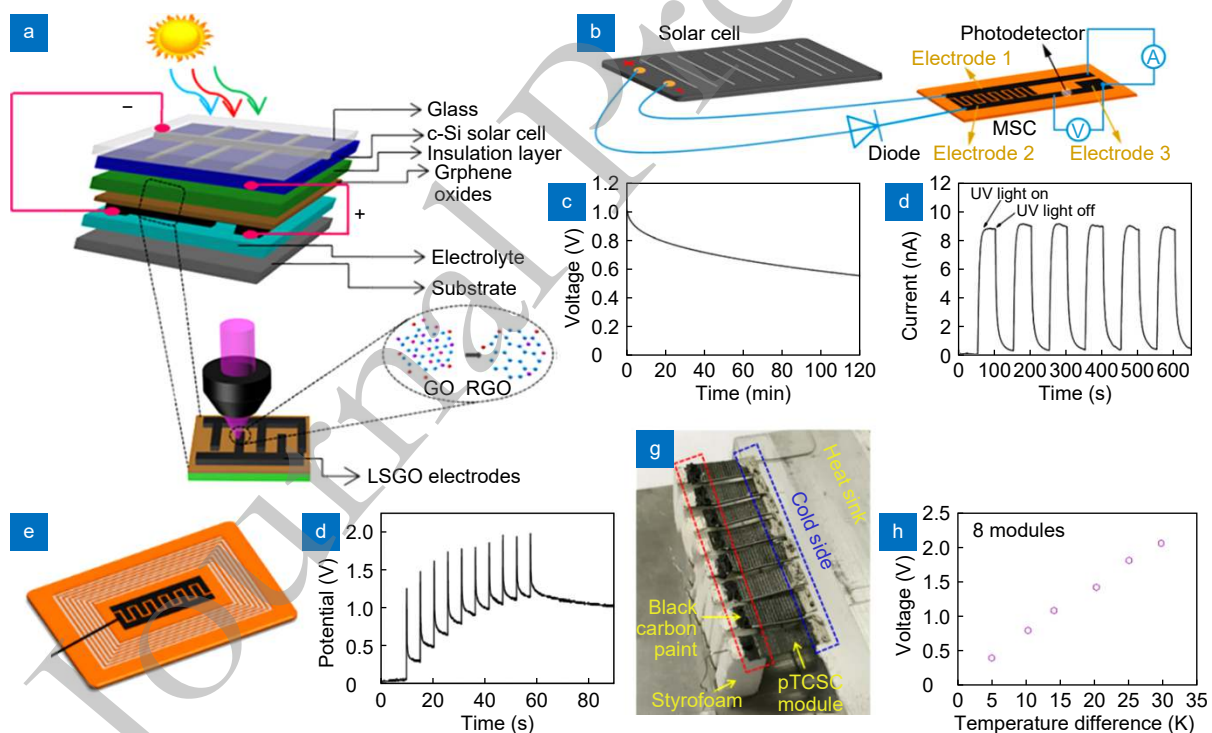 a
−
Glass
c-Si solar cell
Insulation layer
Grphene
oxides
+
Electrolyte
Substrate
GO RGO
LSGO electrodes
b
Solar cell
Photodetector
Electrode 1
A
V
MSC
Diode
Electrode 2
Electrode 3
c
1.2
1.0
0.8
0.6
0.4
0.2
0
Voltage (V)
0 20 40 60 80 100 120
Time (min)
d
12
10
8
6
4
2
0
Current (nA)
UV light on
UV light off
0 100 200 300 400 500 600
Time (s)
e
d
2.0
1.5
1.0
0.5
0
Potential (V)
0 20 40 60 80
Time (s)
g
Heat sink
Cold side
Black
carbon
paint
Styrofoam
pTCSC
module
h
8 modules
2.5
2.0
1.5
1.0
0.5
0
Voltage (V)
0 5 10 15 20 25 30 35
Temperature difference (K)
Journal Pre